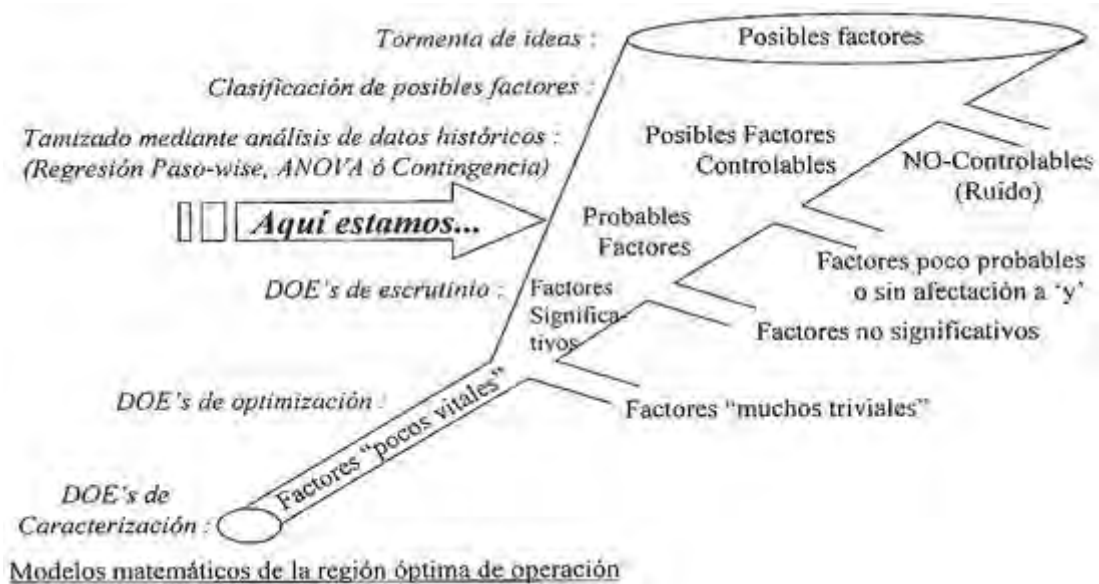 Tormenta de ideas :
Posibles factores
Clasificación de posibles factores :
Tamizado mediante análisis de datos históricos :
(Regresión Paso-wise, ANOVA ó Contingencia)
Posibles Factores
Controlables
NO-Controlables
(Ruído)
Aquí estamos...
Probables
Factores
Factores poco probables
o sin afectación a ‘y’
DOE's de escrutinio :
Factores
Significa-
tivos
Factores no significativos
DOE's de optimización :
Factores “pocos vitales”
Factores “muchos triviales”
DOE's de
Caracterización :
Modelos matemáticos de la región óptima de operación